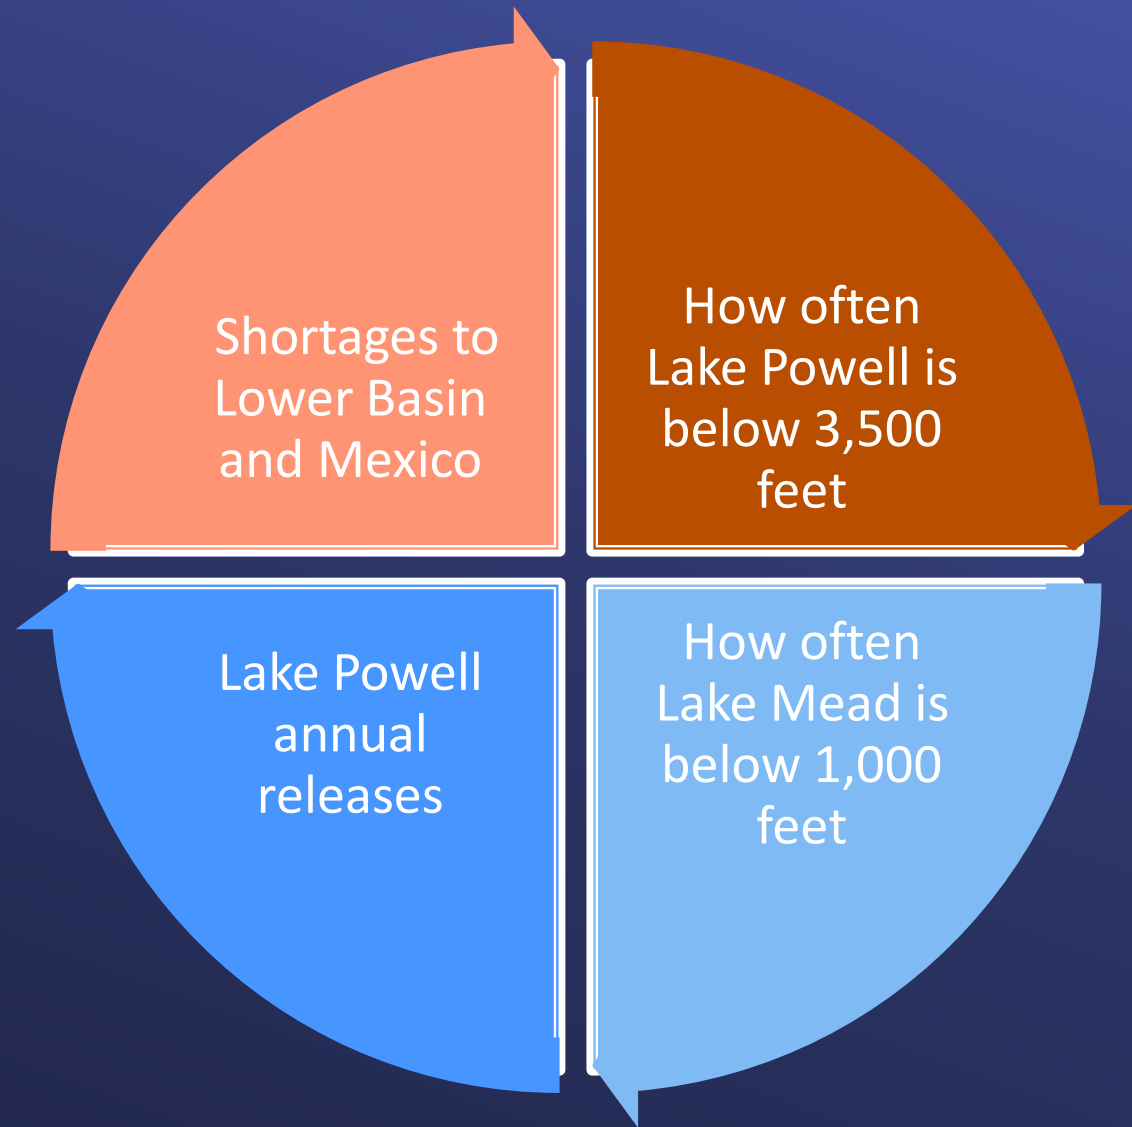 Shortages to
Lower Basin
and Mexico
How often
Lake Powell is
below 3,500
feet
Lake Powell
annual
releases
How often
Lake Mead is
below 1,000
feet